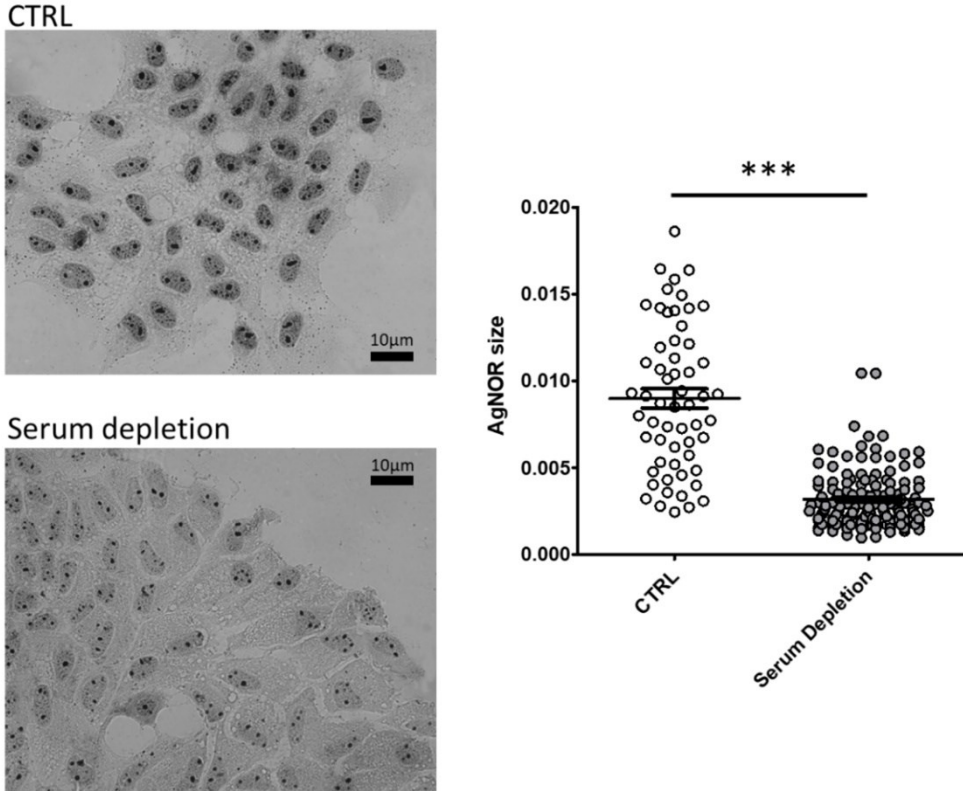 CTRL
10μm
Serum depletion
10μm
***
0.020
0.015
0.010
0.005
0.000
AgNOR size
CTRL
Serum Depletion